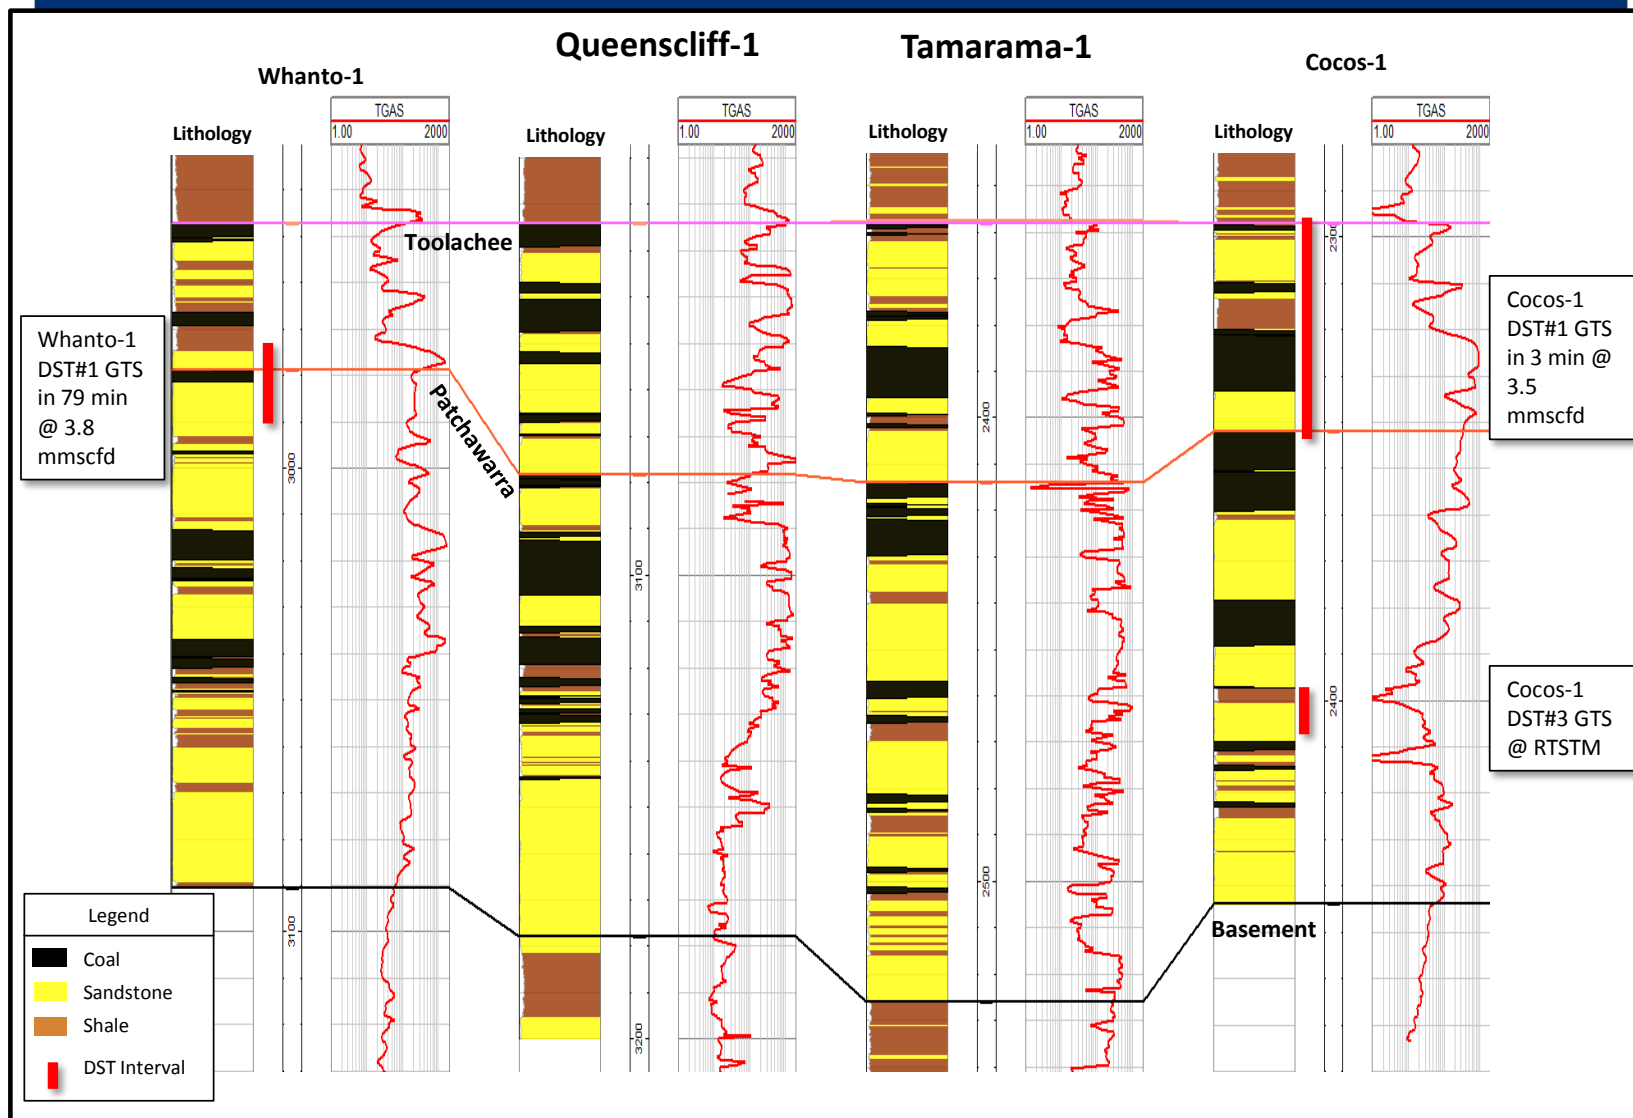 Queenscliff-1
Tamarama-1
Whanto-1
Cocos-1
TGAS
1.00 2000
TGAS
1.00 2000
TGAS
1.00 2000
TGAS
1.00 2000
Lithology
Lithology
Lithology
Lithology
Toolachee
Patchawarra
Basement
Whanto-1
DST#1 GTS
in 79 min
@ 3.8
mmscfd
Cocos-1
DST#1 GTS
in 3 min @
3.5
mmscfd
Cocos-1
DST#3 GTS
@ RTSTM
3000
3100
3100
3200
2400
2500
2300
2400
Legend
Coal
Sandstone
Shale
DST Interval